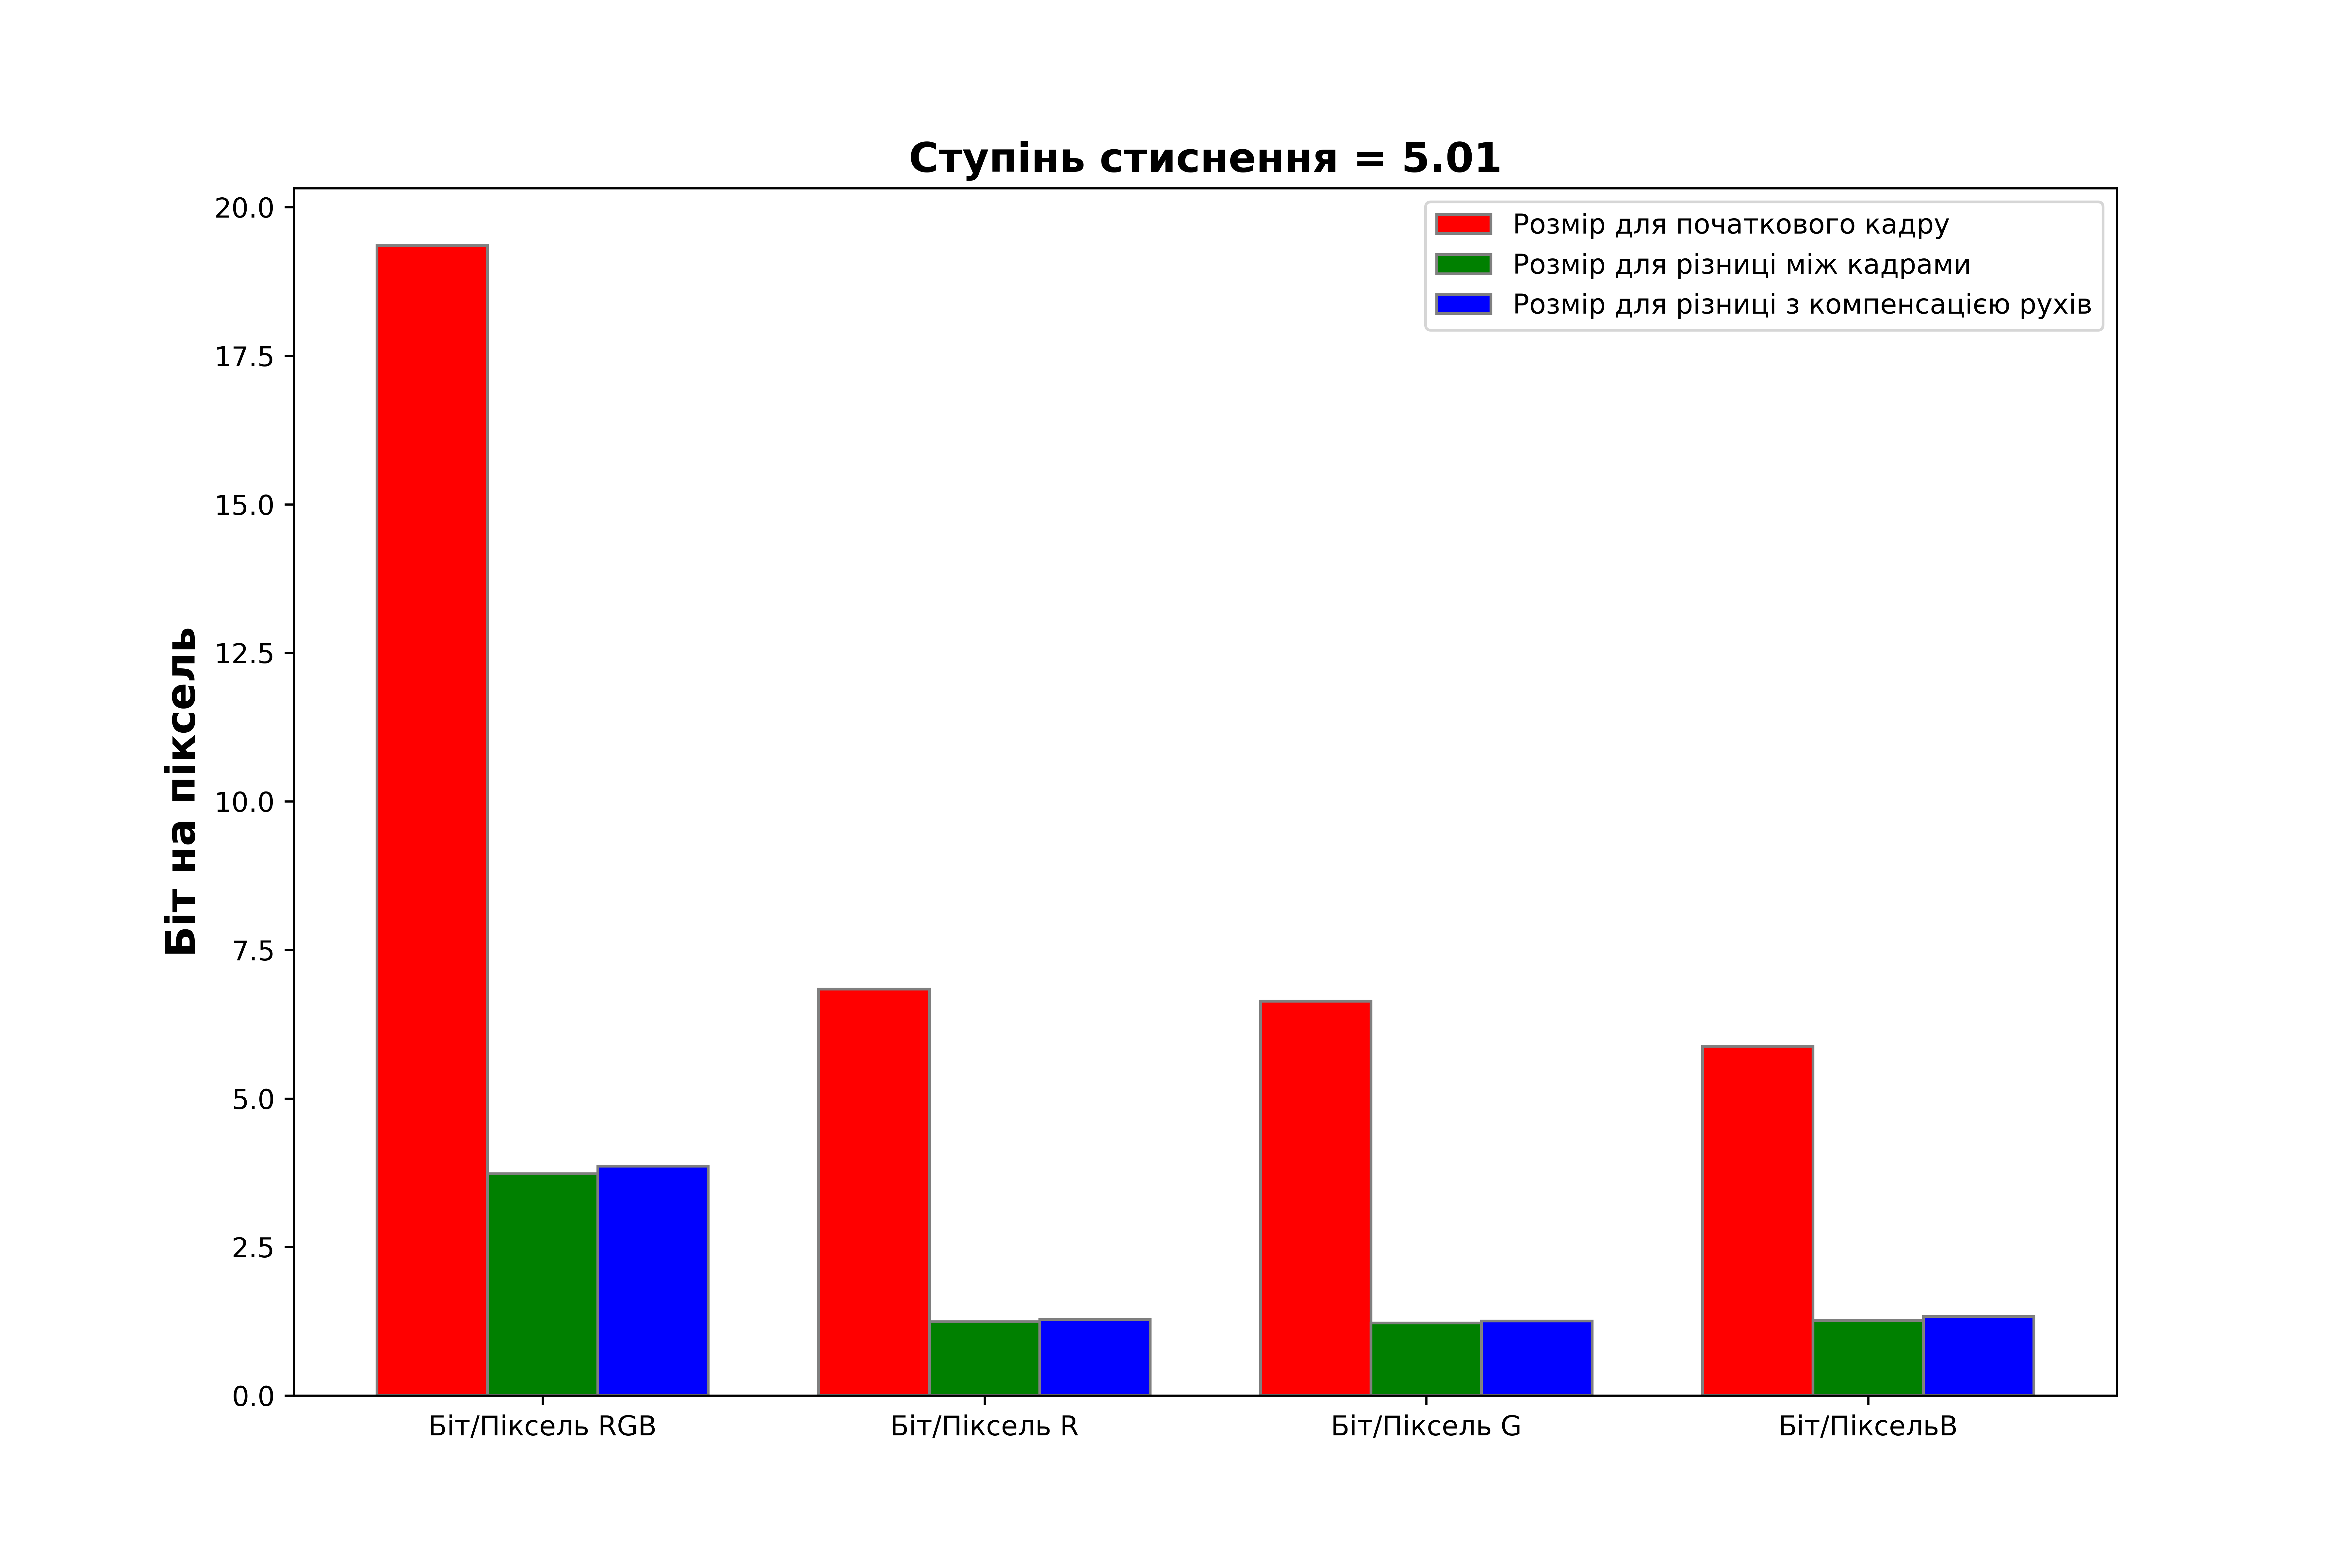 Ступінь стиснення = 5.01
Розмір для початкового кадру
Розмір для різниці між кадрами
Розмір для різниці з компенсацією рухів
Біт на піксель
20.0
17.5
15.0
12.5
10.0
7.5
5.0
2.5
0.0
Біт/Піксель RGB
Біт/Піксель R
Біт/Піксель G
Біт/ПіксельB